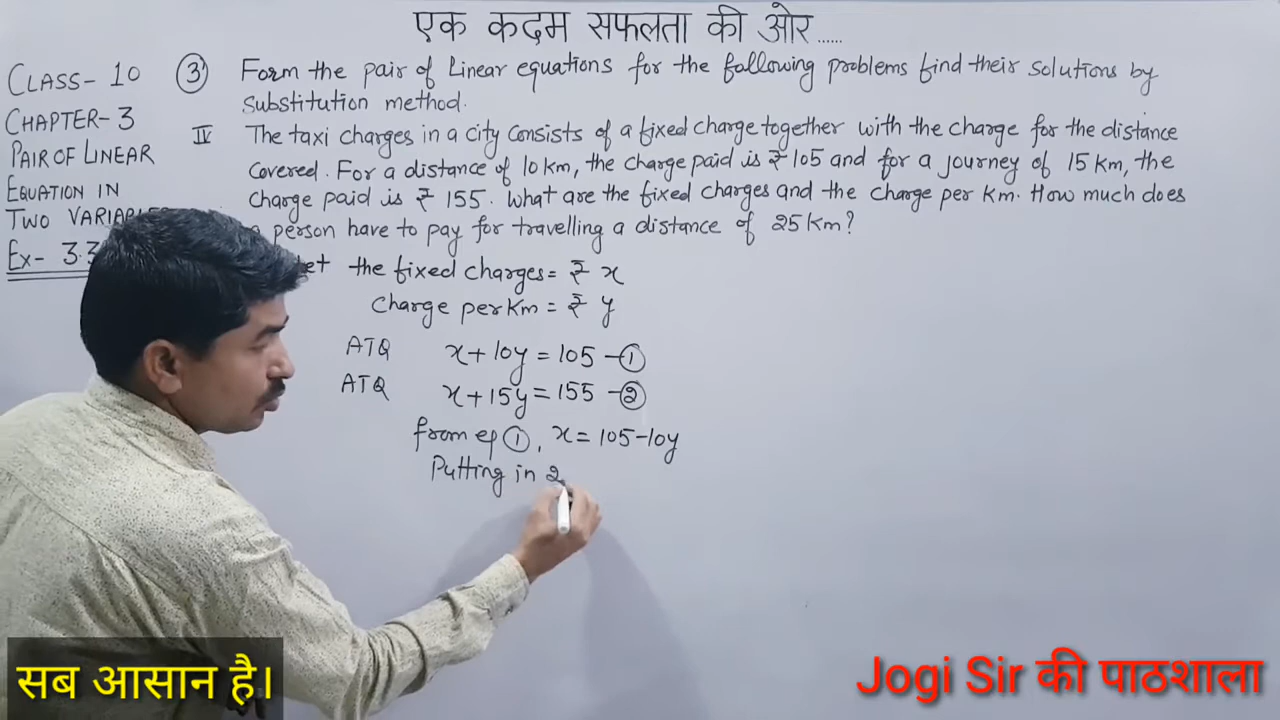 एक कदम सफलता की ओर......
CLASS-10
CHAPTER-3
PAIR OF LINEAR
EQUATION IN
TWO VARIABLES
Ex- 3.3
③ Form the pair of Linear equations for the following problems find their solutions by
substitution method.
IV The taxi charges in a city consists of a fixed charge together with the charge for the distance
covered. For a distance of 10 km, the charge paid is ₹ 105 and for a journey of 15 km, the
charge paid is ₹ 155. What are the fixed charges and the charge per km. How much does
person have to pay for travelling a distance of 25 km?
the fixed charges = ₹ x
Charge per km = ₹ y
ATQ x + 10y = 105 - ①
ATQ x + 15y = 155 - ②
from eq ①, x = 105 - 10y
Putting in 2
सब आसान है।
Jogi Sir की पाठशाला